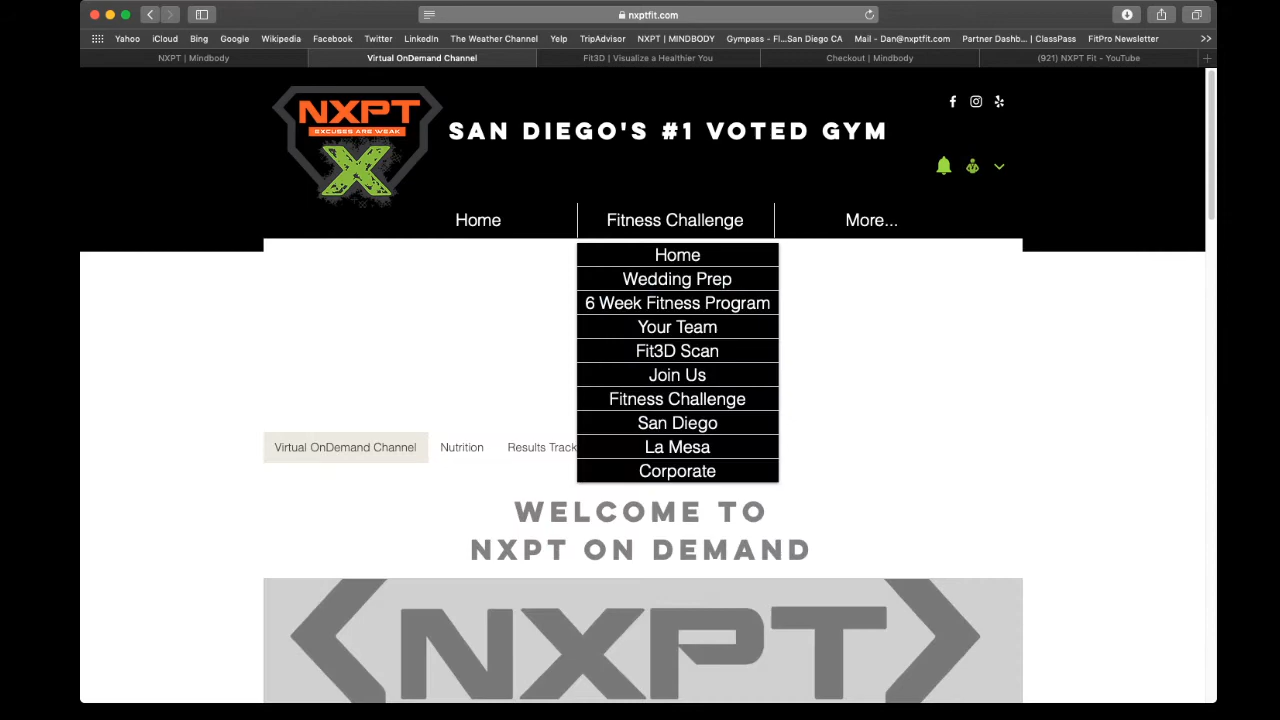 nxptfit.com
Yahoo iCloud Bing Google Wikipedia Facebook Twitter LinkedIn The Weather Channel Yelp TripAdvisor NXPT | MINDBODY Gympass - Fl...San Diego CA Mail - Dan@nxptfit.com Partner Dashb... | ClassPass FitPro Newsletter
NXPT | Mindbody Virtual OnDemand Channel Fit3D | Visualize a Healthier You Checkout | Mindbody (921) NXPT Fit - YouTube
NXPT
EXCUSES ARE WEAK
X
SAN DIEGO'S #1 VOTED GYM
Home Fitness Challenge More...
Home
Wedding Prep
6 Week Fitness Program
Your Team
Fit3D Scan
Join Us
Fitness Challenge
San Diego
La Mesa
Corporate
Virtual OnDemand Channel Nutrition Results Track
WELCOME TO
NXPT ON DEMAND
NXPT